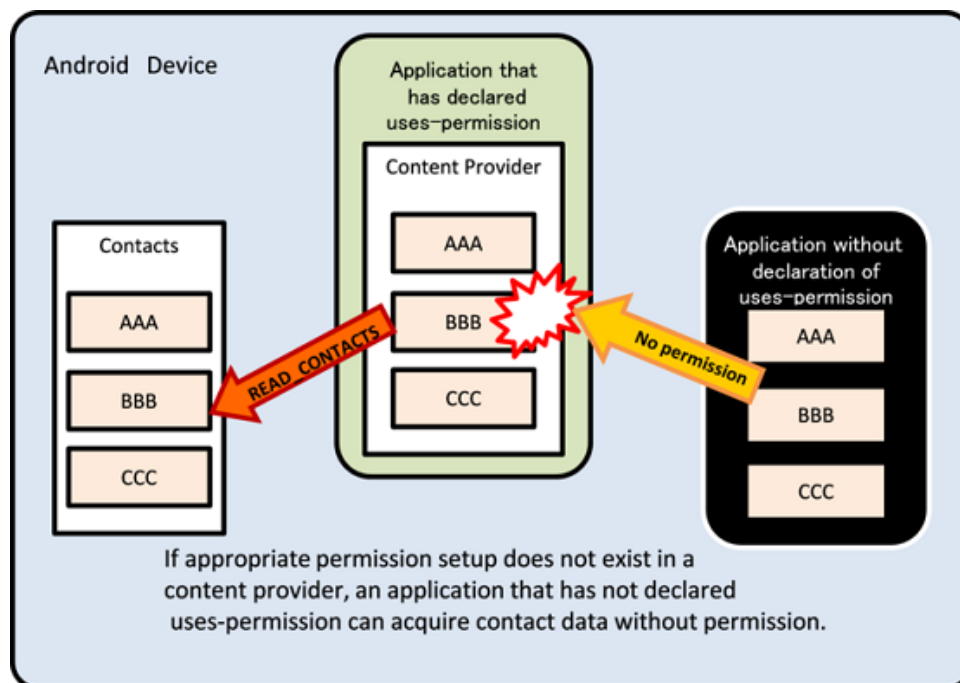 Android Device
Application that
has declared
uses-permission
Content Provider
AAA
BBB
CCC
Contacts
AAA
BBB
CCC
READ_CONTACTS
No permission
Application without
declaration of
uses-permission
AAA
BBB
CCC
If appropriate permission setup does not exist in a
content provider, an application that has not declared
uses-permission can acquire contact data without permission.